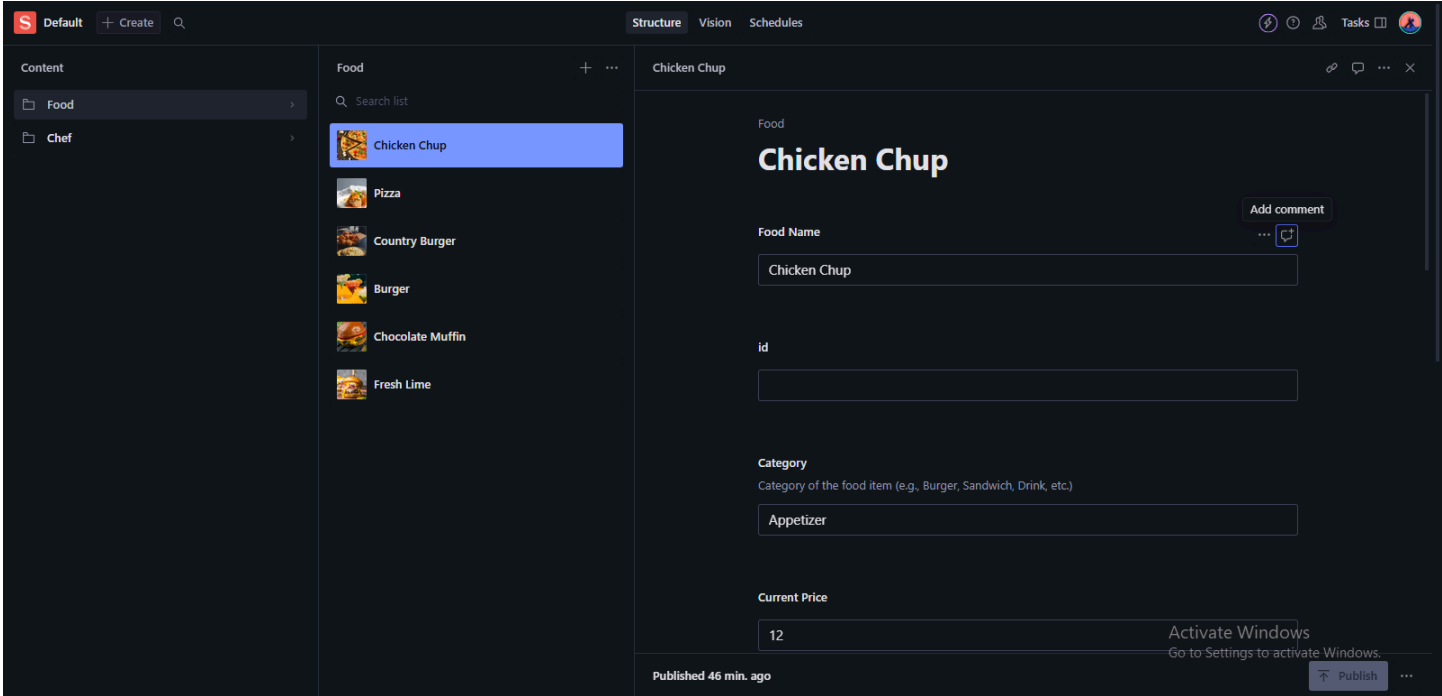 S Default + Create Structure Vision Schedules Tasks
Content
Food
Chef
Food
Search list
Chicken Chup
Pizza
Country Burger
Burger
Chocolate Muffin
Fresh Lime
Chicken Chup
Food
Chicken Chup
Add comment
Food Name
Chicken Chup
id
Category
Category of the food item (e.g., Burger, Sandwich, Drink, etc.)
Appetizer
Current Price
12
Activate Windows
Go to Settings to activate Windows.
Published 46 min. ago
Publish